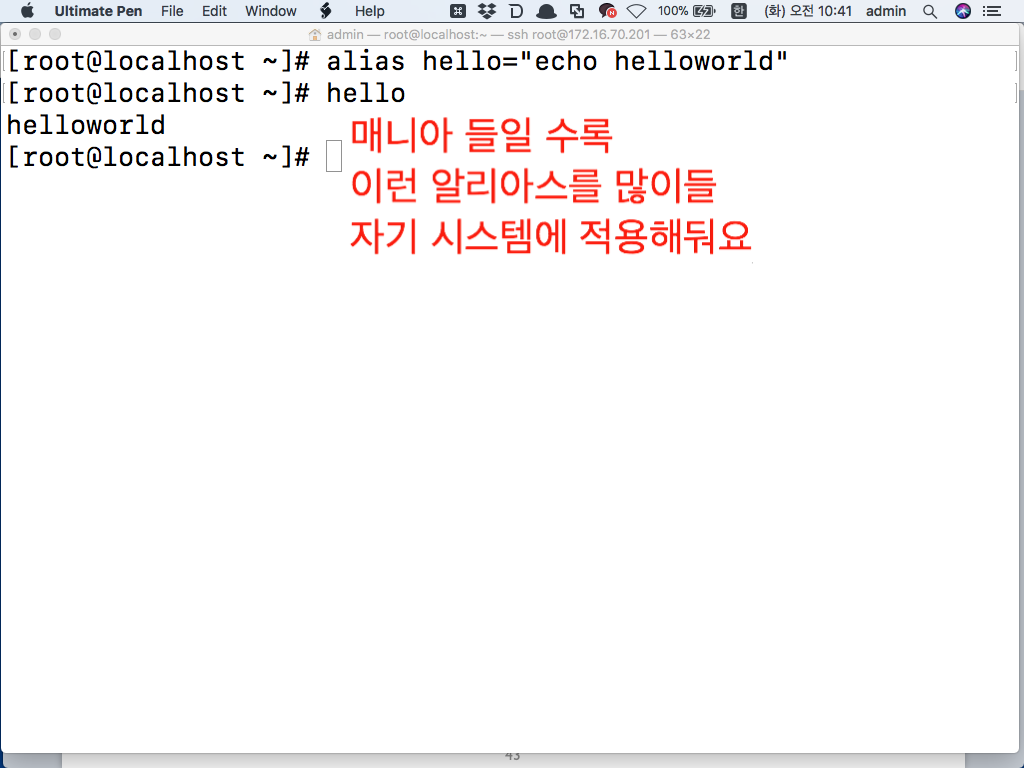 Ultimate Pen File Edit Window Help 100% 한 (화) 오전 10:41 admin
admin — root@localhost:~ — ssh root@172.16.70.201 — 63×22
[root@localhost ~]# alias hello="echo helloworld"
[root@localhost ~]# hello
helloworld
[root@localhost ~]#
매니아 들일 수록
이런 알리아스를 많이들
자기 시스템에 적용해둬요
43